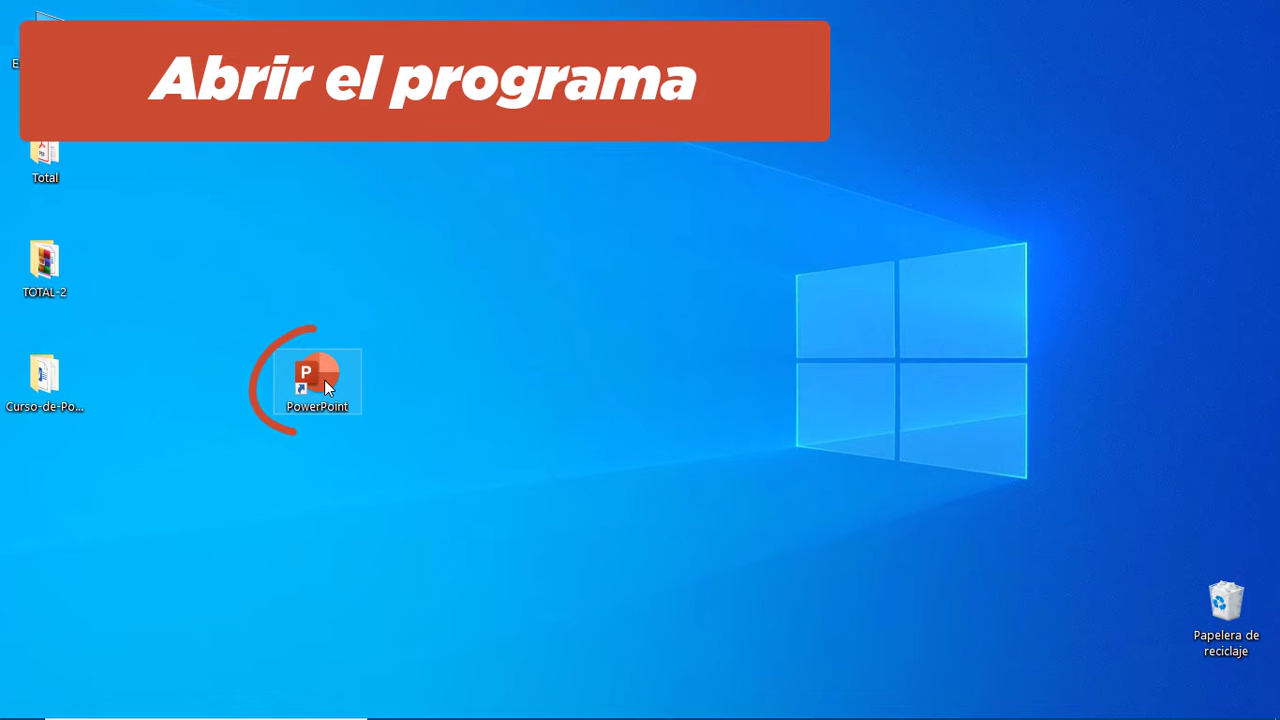 Abrir el programa
E
Total
TOTAL-2
Curso-de-Po...
P
PowerPoint
Papelera de
reciclaje